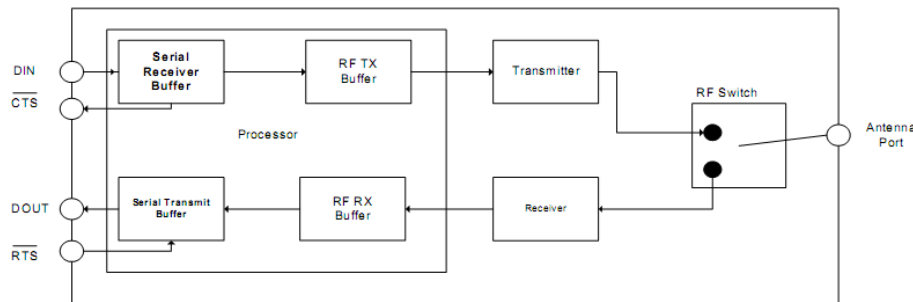 Serial
Receiver
Buffer
RF TX
Buffer
Transmitter
DIN
CTS
RF Switch
Antenna
Port
Processor
Serial Transmit
Buffer
RF RX
Buffer
Receiver
DOUT
RTS